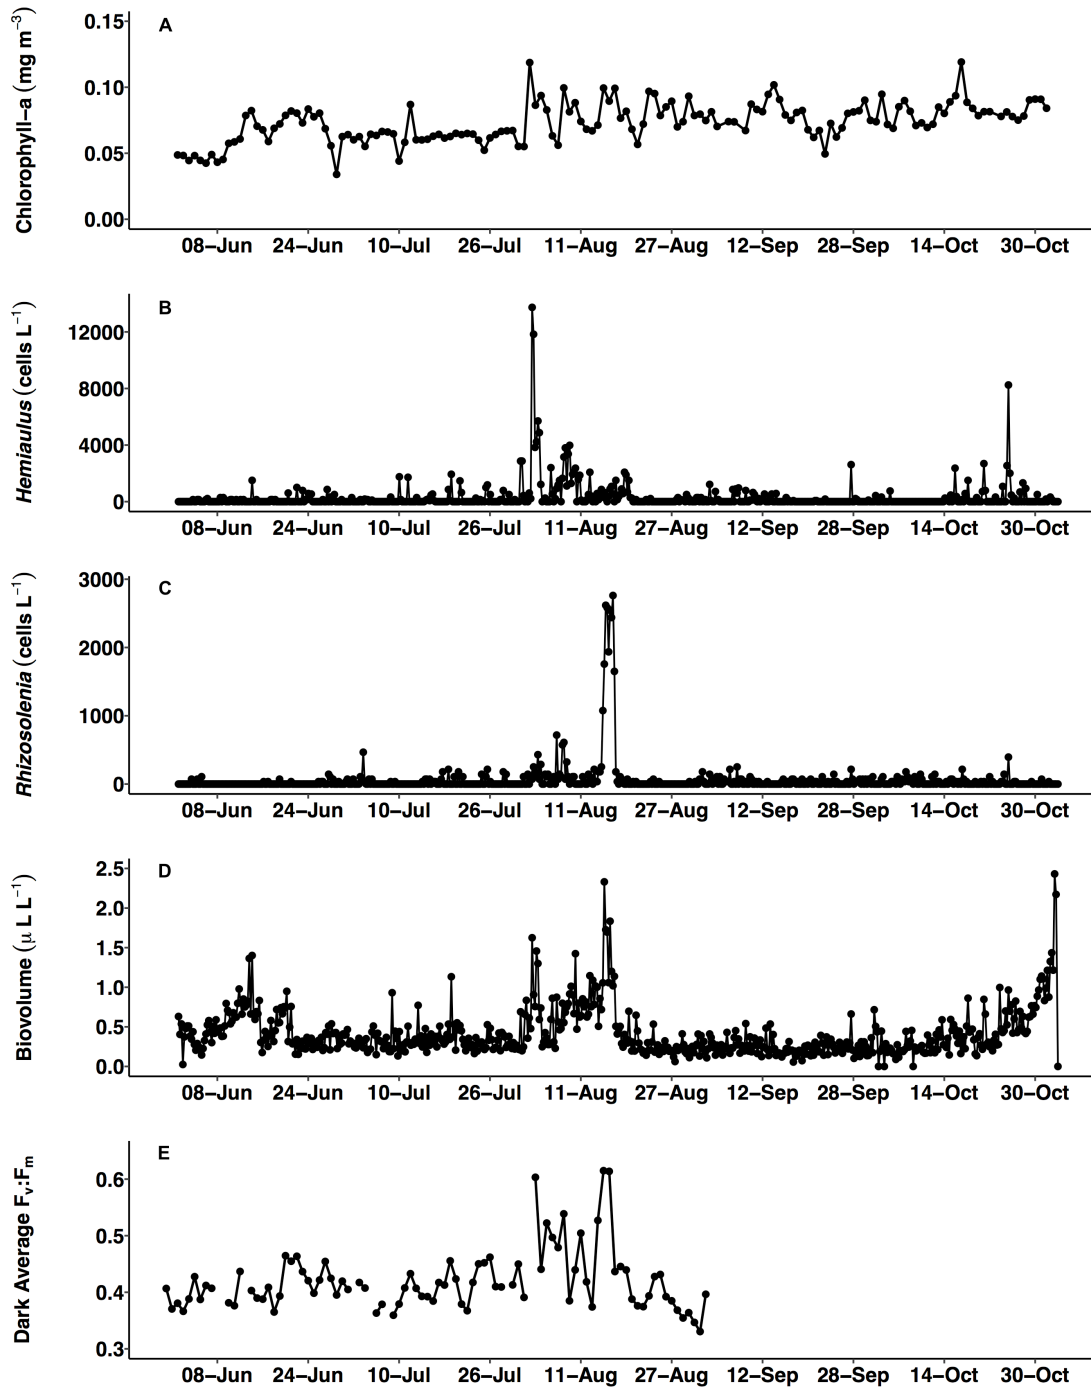 A
Chlorophyll−a (mg m−3)
0.15
0.10
0.05
0.00
08−Jun 24−Jun 10−Jul 26−Jul 11−Aug 27−Aug 12−Sep 28−Sep 14−Oct 30−Oct
B
Hemiaulus (cells L−1)
12000
8000
4000
0
08−Jun 24−Jun 10−Jul 26−Jul 11−Aug 27−Aug 12−Sep 28−Sep 14−Oct 30−Oct
C
Rhizosolenia (cells L−1)
3000
2000
1000
0
08−Jun 24−Jun 10−Jul 26−Jul 11−Aug 27−Aug 12−Sep 28−Sep 14−Oct 30−Oct
D
Biovolume (μ L L−1)
2.5
2.0
1.5
1.0
0.5
0.0
08−Jun 24−Jun 10−Jul 26−Jul 11−Aug 27−Aug 12−Sep 28−Sep 14−Oct 30−Oct
E
Dark Average Fv:Fm
0.6
0.5
0.4
0.3
08−Jun 24−Jun 10−Jul 26−Jul 11−Aug 27−Aug 12−Sep 28−Sep 14−Oct 30−Oct